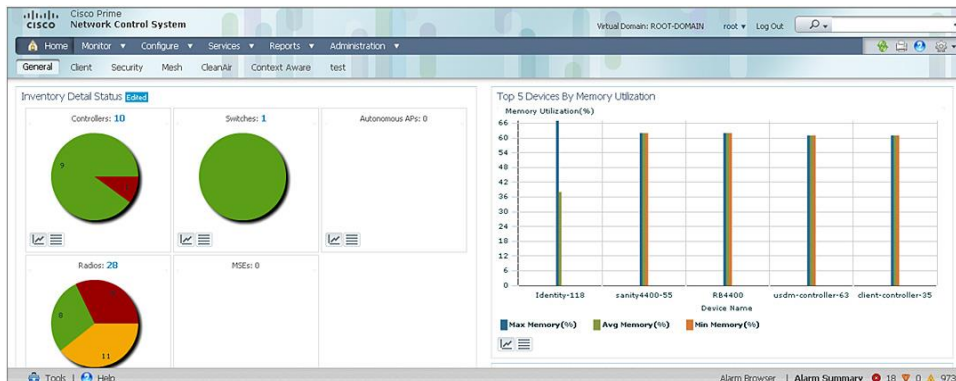 cisco
Cisco Prime
Network Control System
Virtual Domain: ROOT-DOMAIN root Log Out
Home Monitor Configure Services Reports Administration
General Client Security Mesh CleanAir Context Aware test
Inventory Detail Status Edited
Controllers: 10
9
Switches: 1
Autonomous APs: 0
Radios: 28
8
11
MSEs: 0
Top 5 Devices By Memory Utilization
Memory Utilization(%)
66
60
54
48
42
36
30
24
18
12
6
0
Identity-118 sanity4400-55 RB4400 usdm-controller-63 client-controller-35
Device Name
Max Memory(%) Avg Memory(%) Min Memory(%)
Tools | Help
Alarm Browser | Alarm Summary 18 0 973